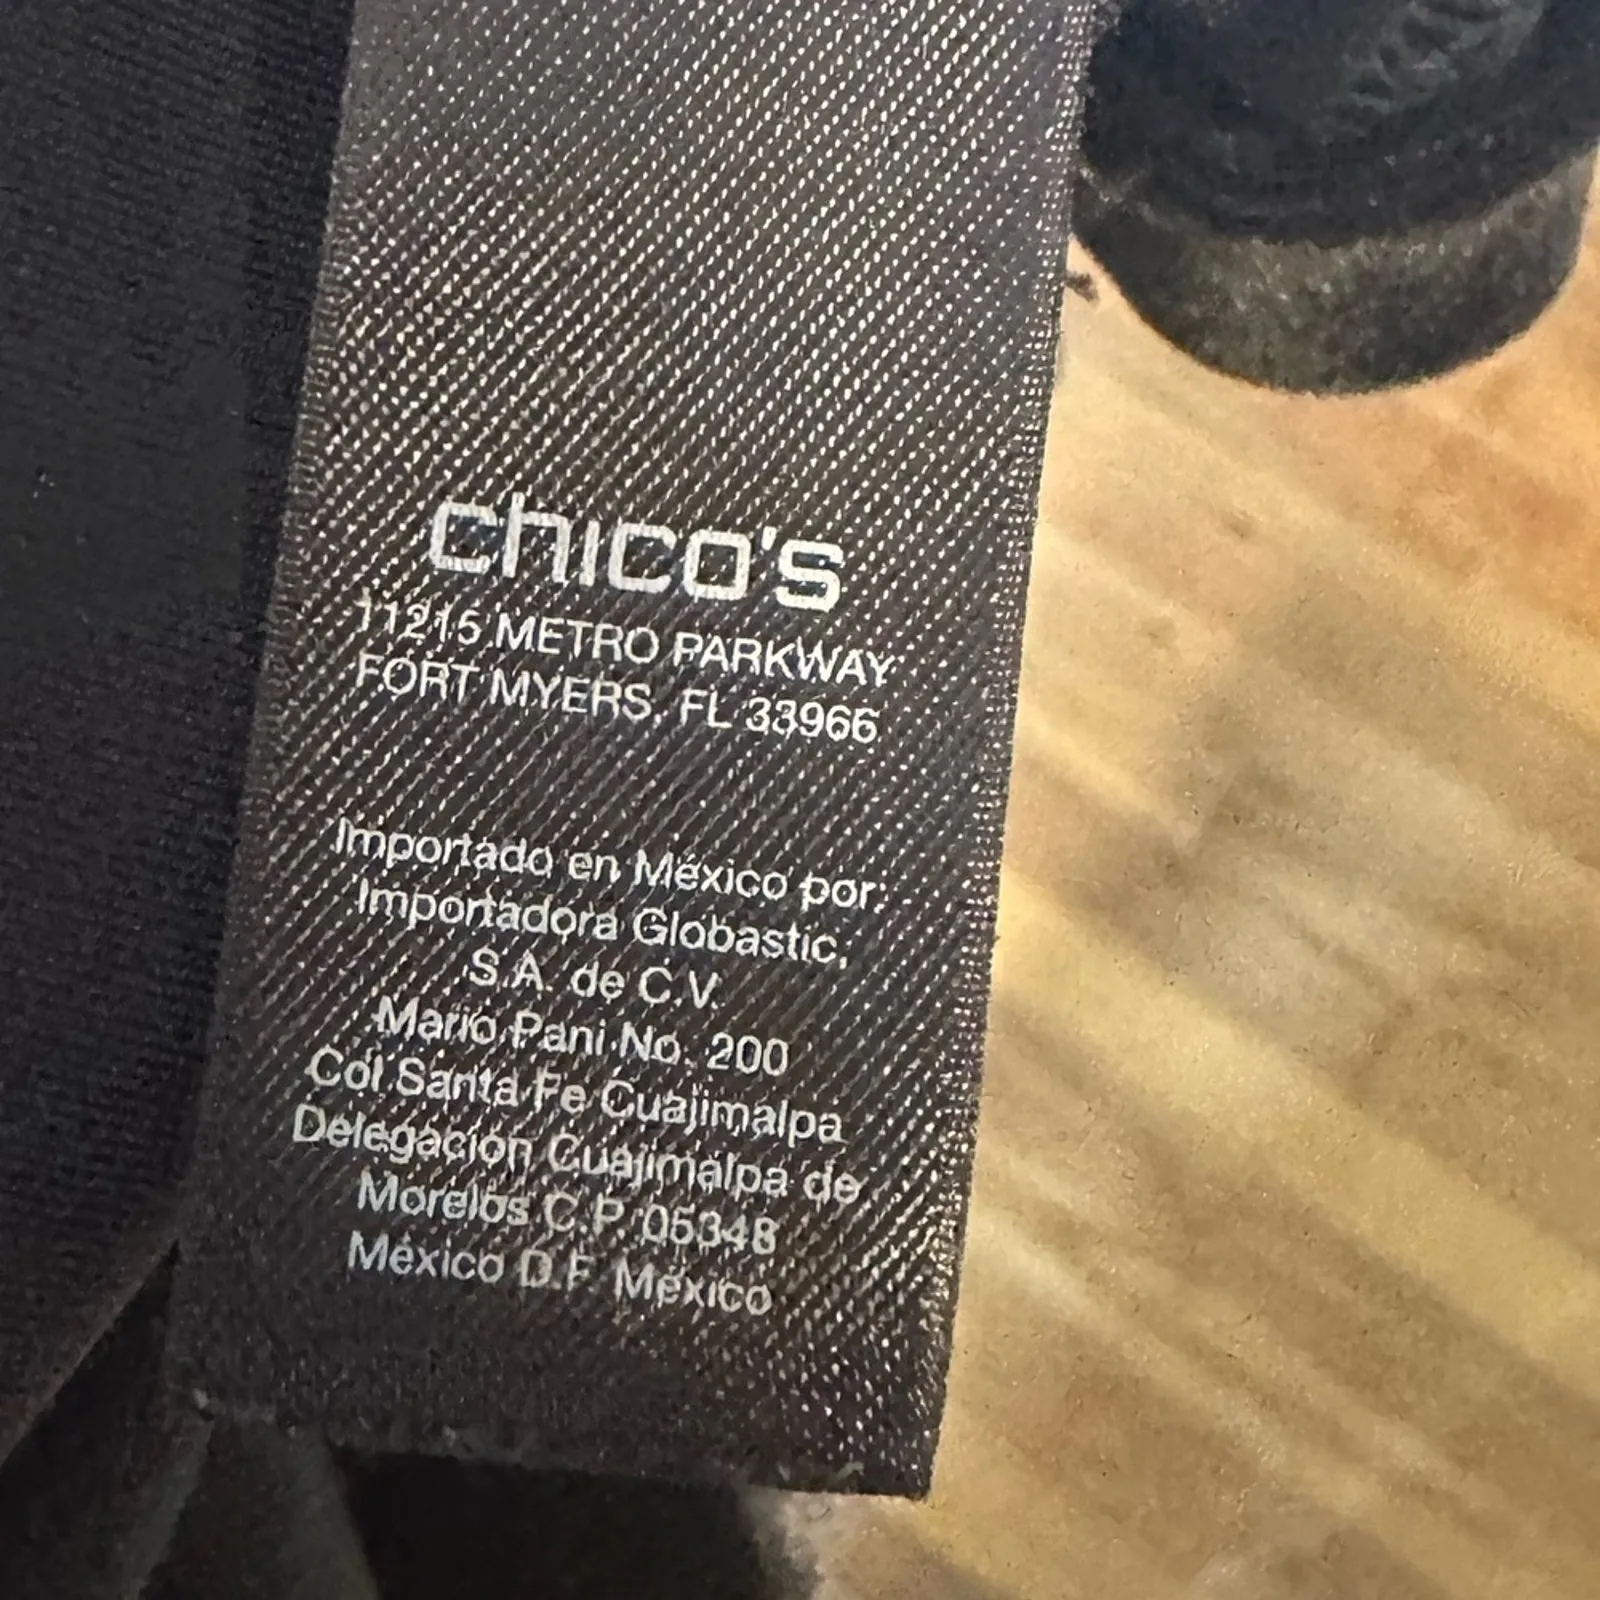 chico's
11215 METRO PARKWAY
FORT MYERS, FL 33966
Importado en México por:
Importadora Globastic,
S.A. de C.V.
Mario Pani No. 200
Col Santa Fe Cuajimalpa
Delegación Cuajimalpa de
Morelos C.P. 05348
México D.F. México